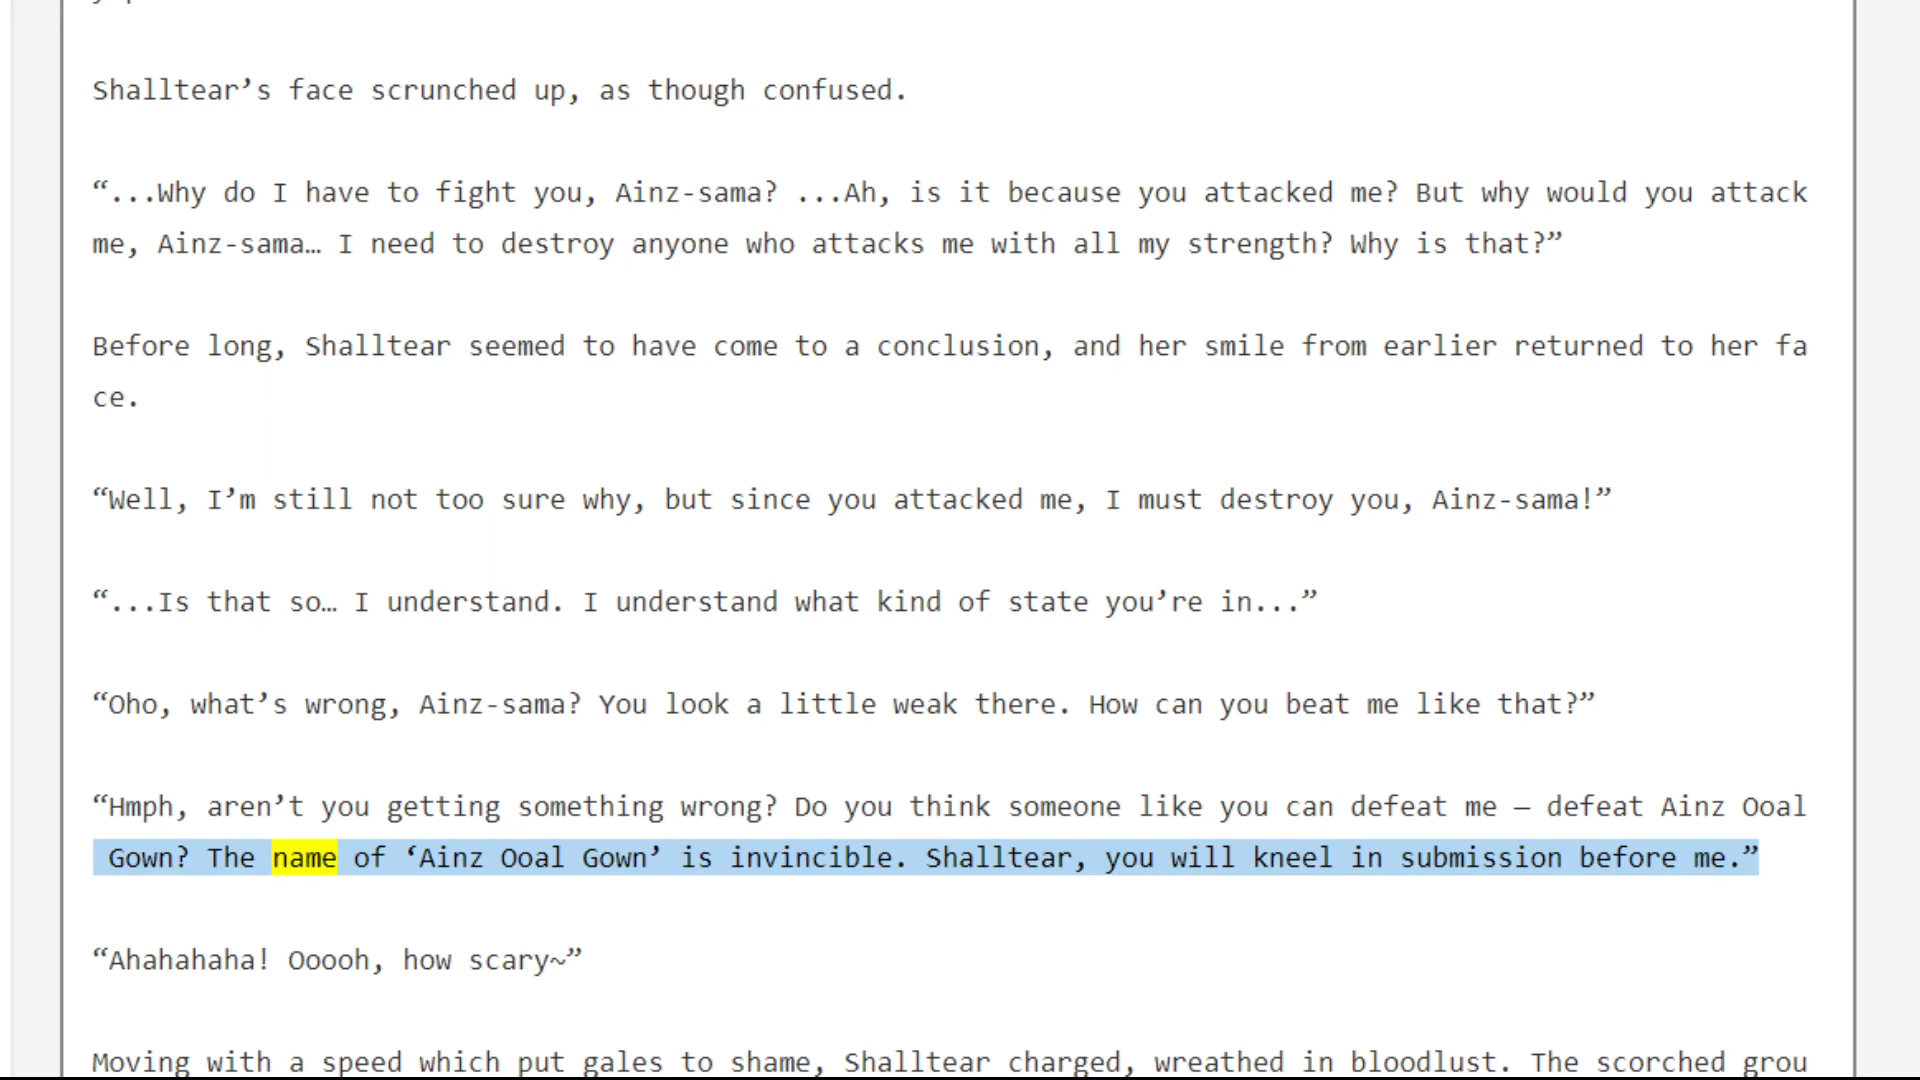 Shalltear’s face scrunched up, as though confused.
“...Why do I have to fight you, Ainz-sama? ...Ah, is it because you attacked me? But why would you attack
me, Ainz-sama… I need to destroy anyone who attacks me with all my strength? Why is that?”
Before long, Shalltear seemed to have come to a conclusion, and her smile from earlier returned to her fa
ce.
“Well, I’m still not too sure why, but since you attacked me, I must destroy you, Ainz-sama!”
“...Is that so… I understand. I understand what kind of state you’re in...”
“Oho, what’s wrong, Ainz-sama? You look a little weak there. How can you beat me like that?”
“Hmph, aren’t you getting something wrong? Do you think someone like you can defeat me — defeat Ainz Ooal
Gown? The name of ‘Ainz Ooal Gown’ is invincible. Shalltear, you will kneel in submission before me.”
“Ahahahaha! Ooooh, how scary~”
Moving with a speed which put gales to shame, Shalltear charged, wreathed in bloodlust. The scorched grou